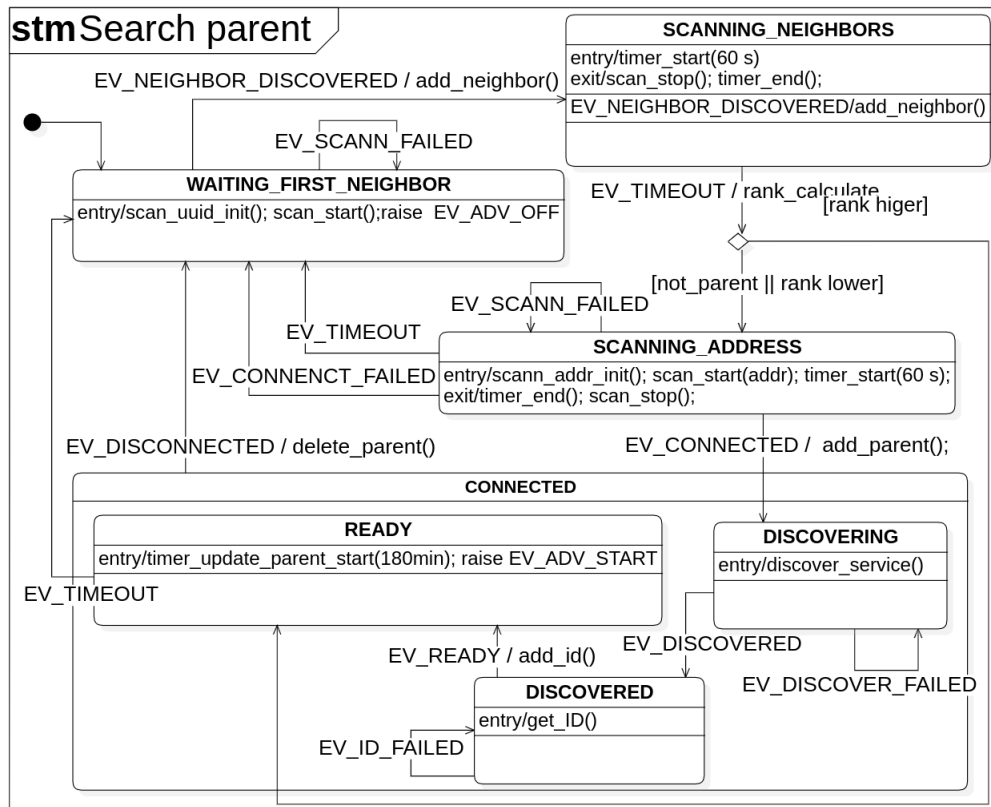 stm Search parent
SCANNING_NEIGHBORS
entry/timer_start(60 s)
exit/scan_stop(); timer_end();
EV_NEIGHBOR_DISCOVERED/add_neighbor()
EV_NEIGHBOR_DISCOVERED / add_neighbor()
EV_SCANN_FAILED
WAITING_FIRST_NEIGHBOR
entry/scan_uuid_init(); scan_start();raise EV_ADV_OFF
EV_TIMEOUT / rank_calculate
[rank higer]
[not_parent || rank lower]
EV_SCANN_FAILED
EV_TIMEOUT
SCANNING_ADDRESS
entry/scann_addr_init(); scan_start(addr); timer_start(60 s);
exit/timer_end(); scan_stop();
EV_CONNENCT_FAILED
EV_DISCONNECTED / delete_parent()
EV_CONNECTED / add_parent();
CONNECTED
READY
entry/timer_update_parent_start(180min); raise EV_ADV_START
DISCOVERING
entry/discover_service()
EV_TIMEOUT
EV_DISCOVERED
EV_READY / add_id()
EV_DISCOVER_FAILED
DISCOVERED
entry/get_ID()
EV_ID_FAILED